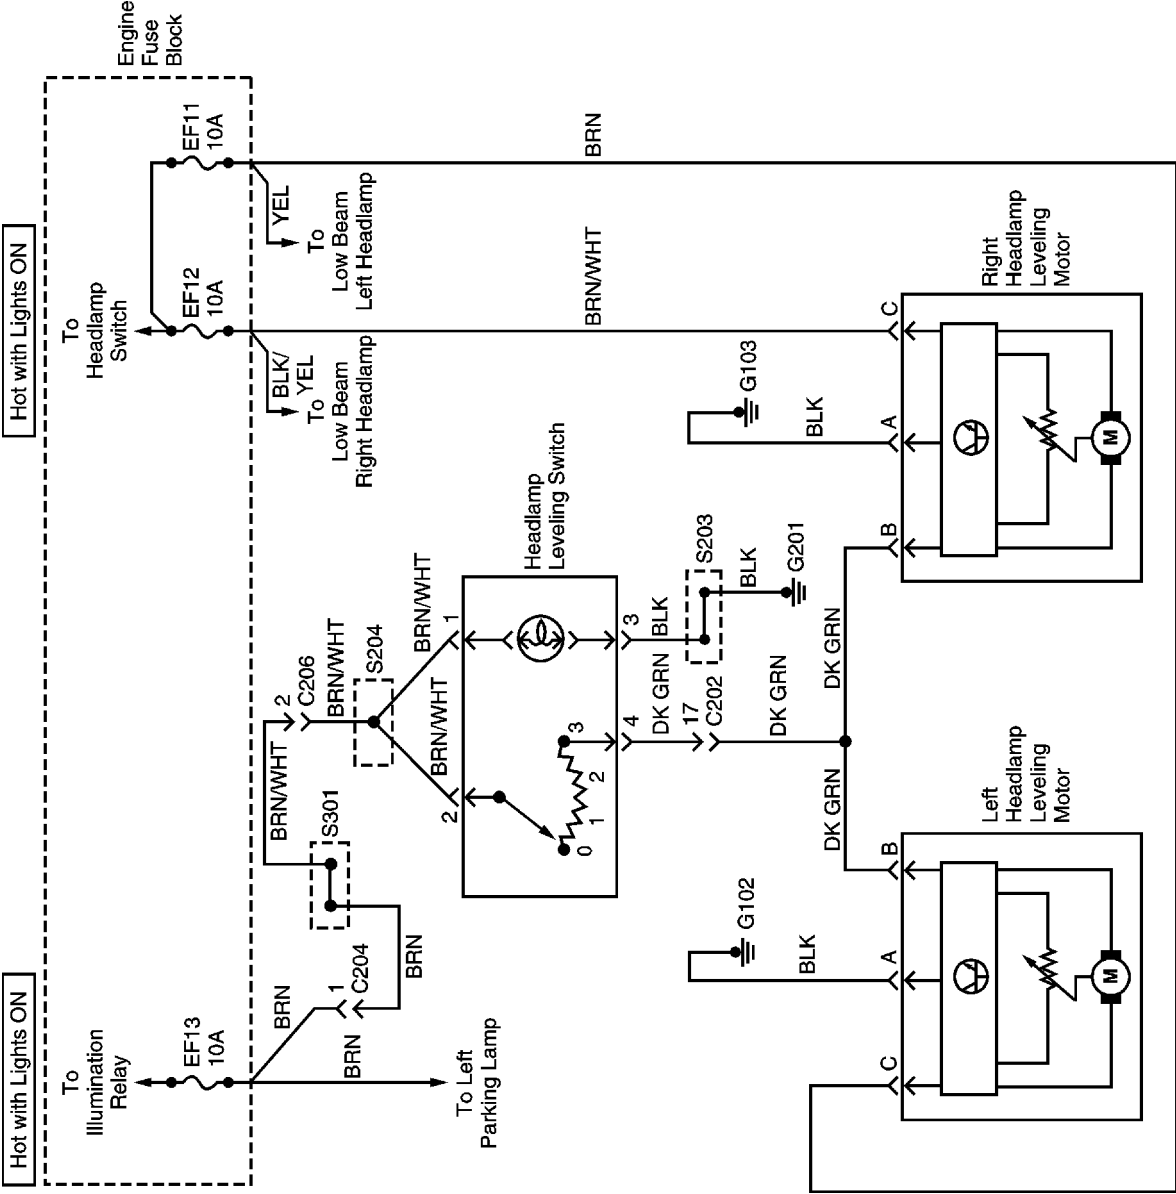 Hot with Lights ON
Hot with Lights ON
To
Illumination
Relay
To
Headlamp
Switch
Engine
Fuse
Block
EF13
10A
EF12
10A
EF11
10A
BRN
BRN
To Left
Parking Lamp
1
C204
BRN
S301
BRN/WHT
2
C206
BRN/WHT
S204
BRN/WHT
BRN/WHT
BLK/
YEL
To
Low Beam
Right Headlamp
YEL
To
Low Beam
Left Headlamp
BRN/WHT
BRN
2
1
Headlamp
Leveling Switch
0
1
2
3
4
3
DK GRN
BLK
S203
BLK
G201
17
C202
DK GRN
DK GRN
DK GRN
G102
BLK
G103
BLK
C
A
B
Left
Headlamp
Leveling
Motor
M
B
A
C
Right
Headlamp
Leveling
Motor
M